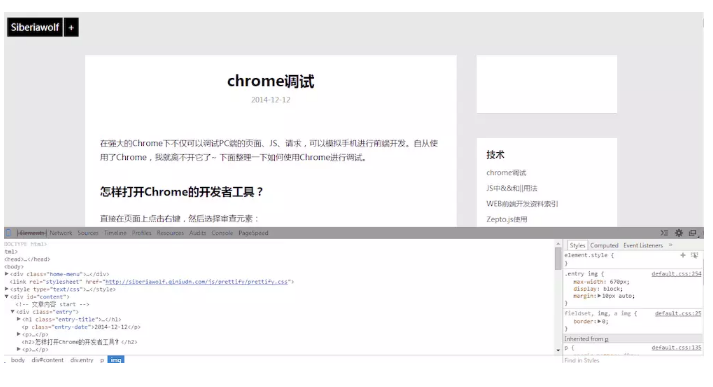 Siberiawolf +
chrome调试
2014-12-12
在强大的Chrome下不仅可以调试PC端的页面、JS、请求，可以模拟手机进行前端开发。自从使
用了Chrome，我就离不开它了~ 下面整理一下如何使用Chrome进行调试。
怎样打开Chrome的开发者工具？
直接在页面上点击右键，然后选择审查元素：
技术
chrome调试
JS中&&和||用法
WEB前端开发资料索引
Zepto.js使用
Elements Network Sources Timeline Profiles Resources Audits Console PageSpeed
<head>…</head>
<body>
<div class="home-menu">…</div>
<link rel="stylesheet" href="http://siberiawolf.qiniudn.com/js/prettify/prettify.css">
<style type="text/css">…</style>
<div id="content">
<!-- 文章内容 start -->
<div class="entry">
<h1 class="entry-title">…</h1>
<p class="entry-date">2014-12-12</p>
<p>…</p>
<h2>怎样打开Chrome的开发者工具？</h2>
<p>…</p>
body div#content div.entry p img
Styles Computed Event Listeners »
element.style {
}
.entry img { default.css:294
max-width: 670px;
display: block;
margin: 10px auto;
}
fieldset, img, a img { default.css:25
border: 0;
}
Inherited from p
p { default.css:135
Find in Styles